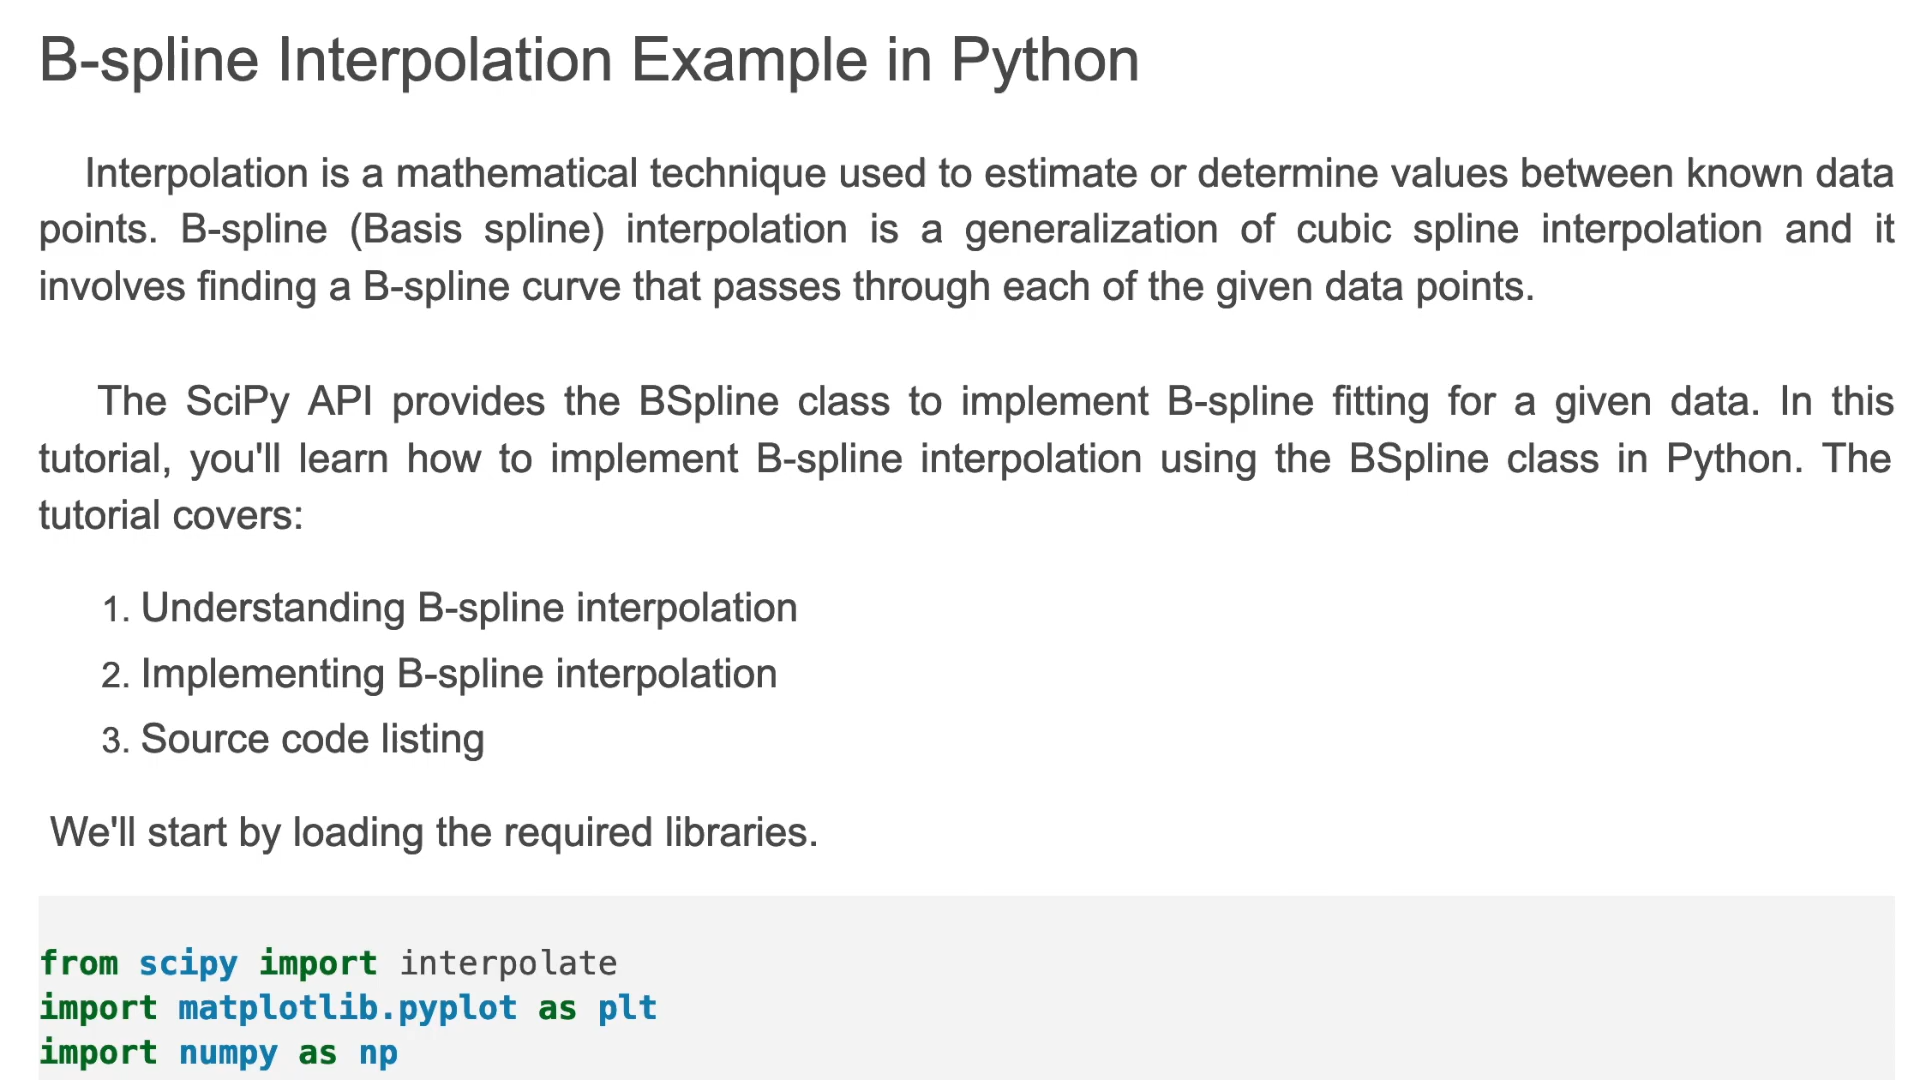 B-spline Interpolation Example in Python
Interpolation is a mathematical technique used to estimate or determine values between known data
points. B-spline (Basis spline) interpolation is a generalization of cubic spline interpolation and it
involves finding a B-spline curve that passes through each of the given data points.
The SciPy API provides the BSpline class to implement B-spline fitting for a given data. In this
tutorial, you'll learn how to implement B-spline interpolation using the BSpline class in Python. The
tutorial covers:
1. Understanding B-spline interpolation
2. Implementing B-spline interpolation
3. Source code listing
We'll start by loading the required libraries.
from scipy import interpolate
import matplotlib.pyplot as plt
import numpy as np